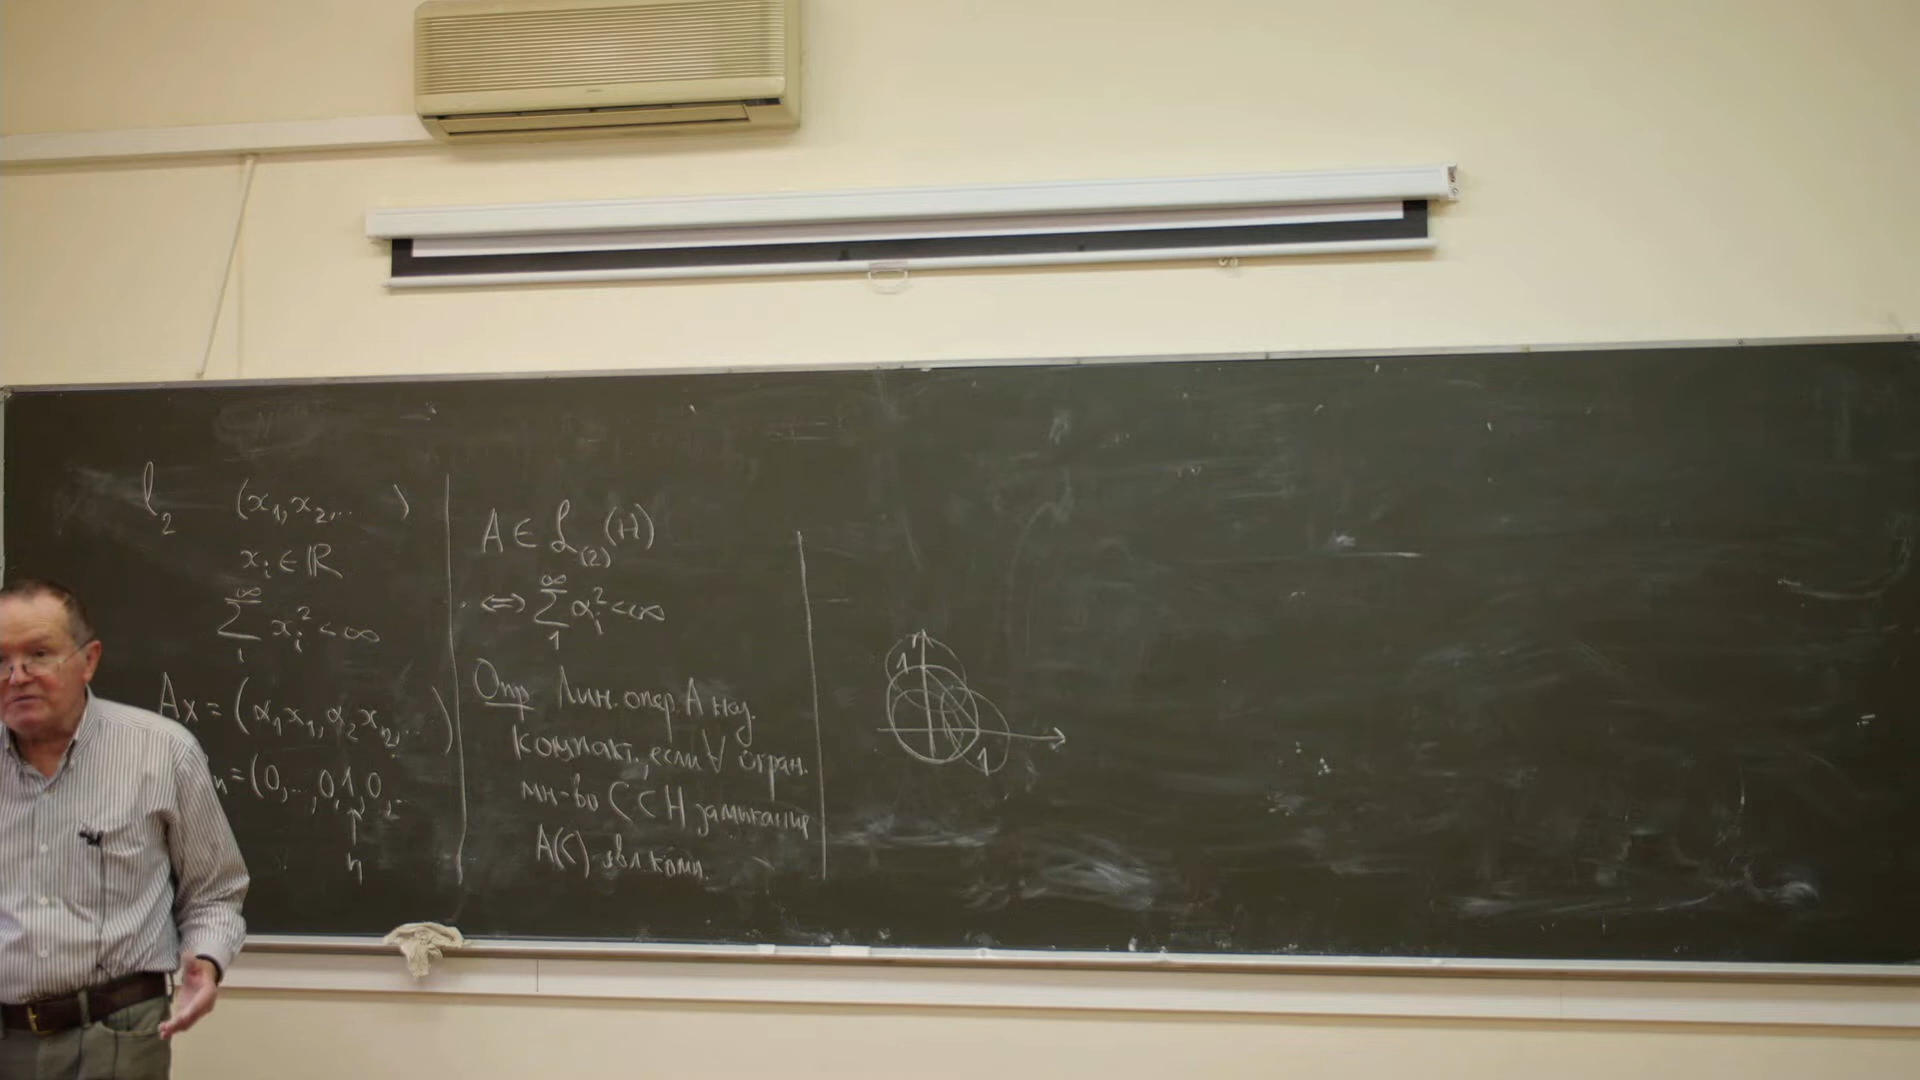 l₂ (x₁,x₂,... )
xᵢ ∈ ℝ
∑₁^∞ xᵢ² < ∞
Ax = (α₁x₁, α₂x₂,...)
n = (0,...,0,1,0,..
↑
n
A ∈ ℒ₍₂₎(H)
⇔ ∑₁^∞ αᵢ² < ∞
Опр Лин. опер. A наз.
компакт., если ∀ огран.
мн-во C⊂H замыкание
A(C) - явл. комп.
1
1